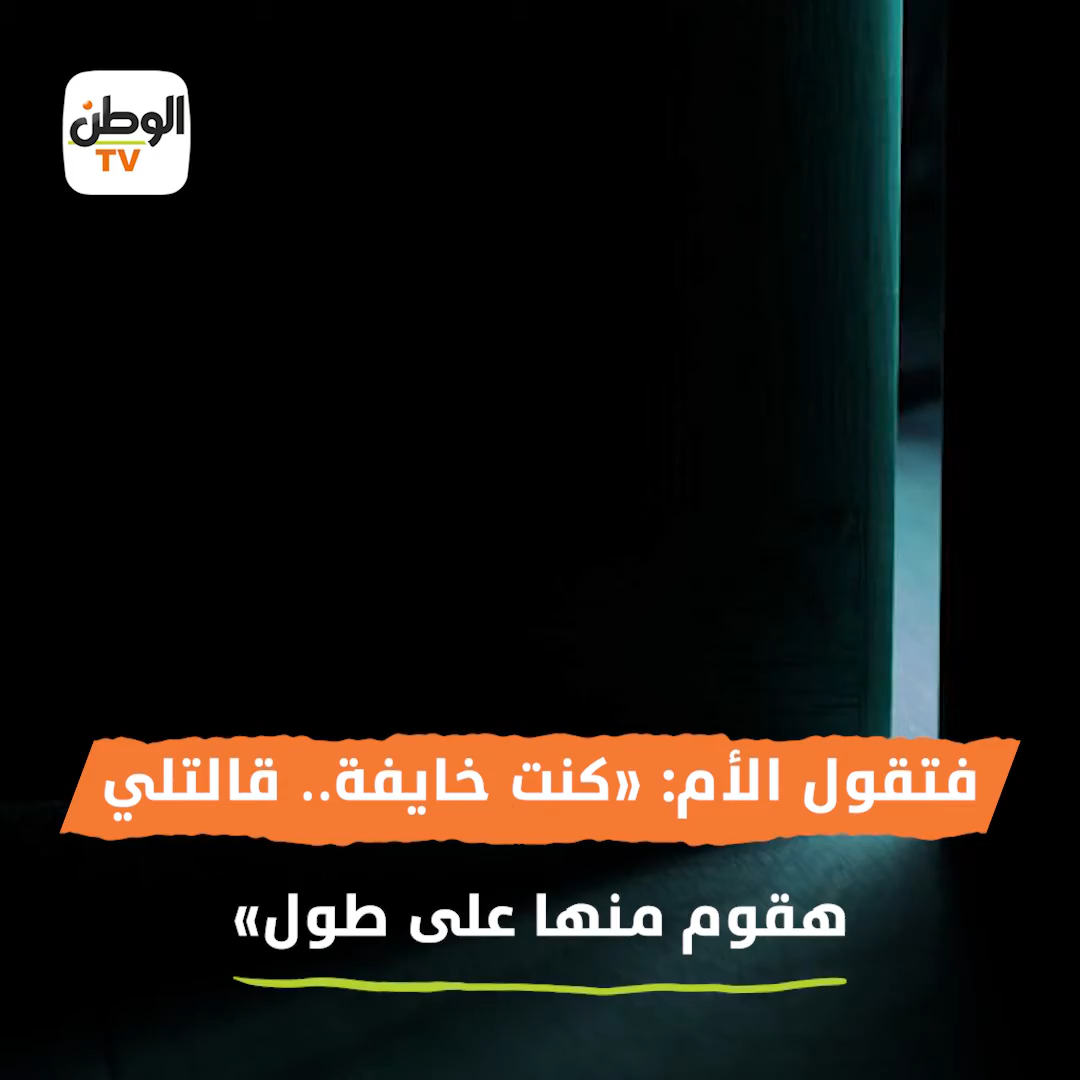 الوطن
TV
فتقول الأم: «كنت خايفة.. قالتلي
هقوم منها على طول»